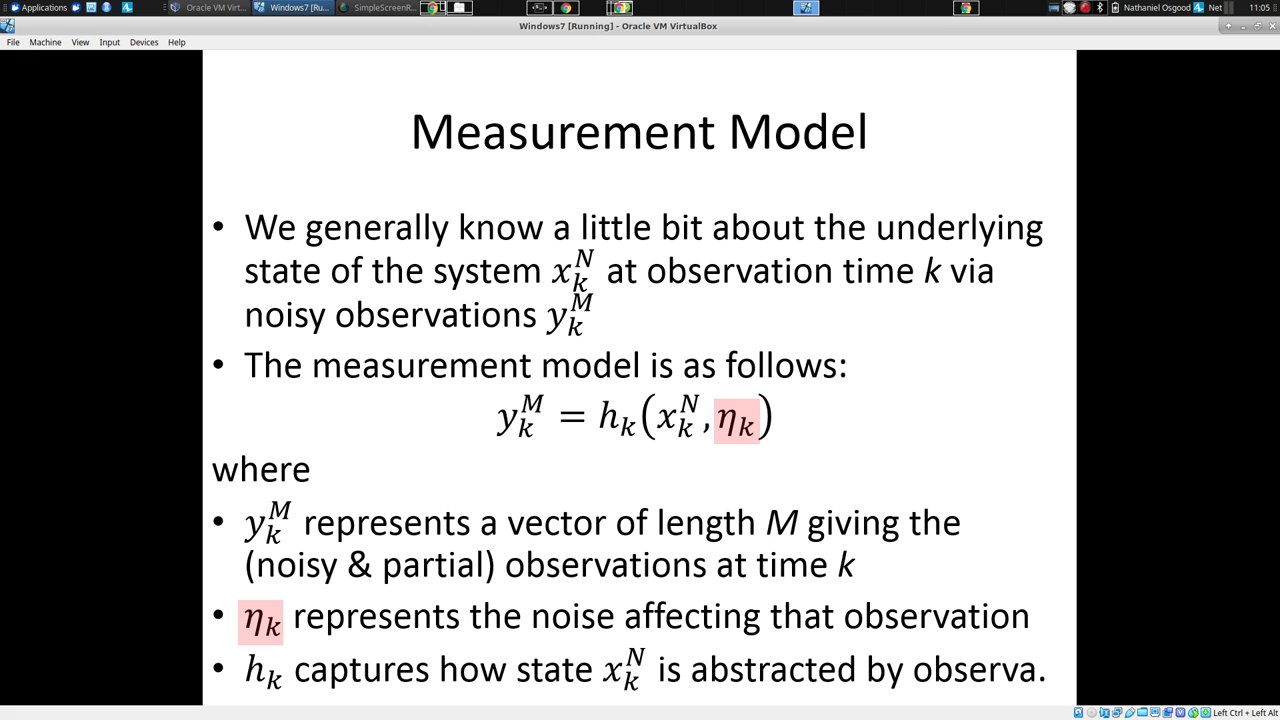 Applications
Oracle VM Virt...
Windows7 [Ru...
SimpleScreenR...
Nathaniel Osgood
Net
11:05
Windows7 [Running] - Oracle VM VirtualBox
File Machine View Input Devices Help
Measurement Model
• We generally know a little bit about the underlying
state of the system x_k^N at observation time k via
noisy observations y_k^M
• The measurement model is as follows:
y_k^M = h_k(x_k^N, η_k)
where
• y_k^M represents a vector of length M giving the
(noisy & partial) observations at time k
• η_k represents the noise affecting that observation
• h_k captures how state x_k^N is abstracted by observa.
Left Ctrl + Left Alt